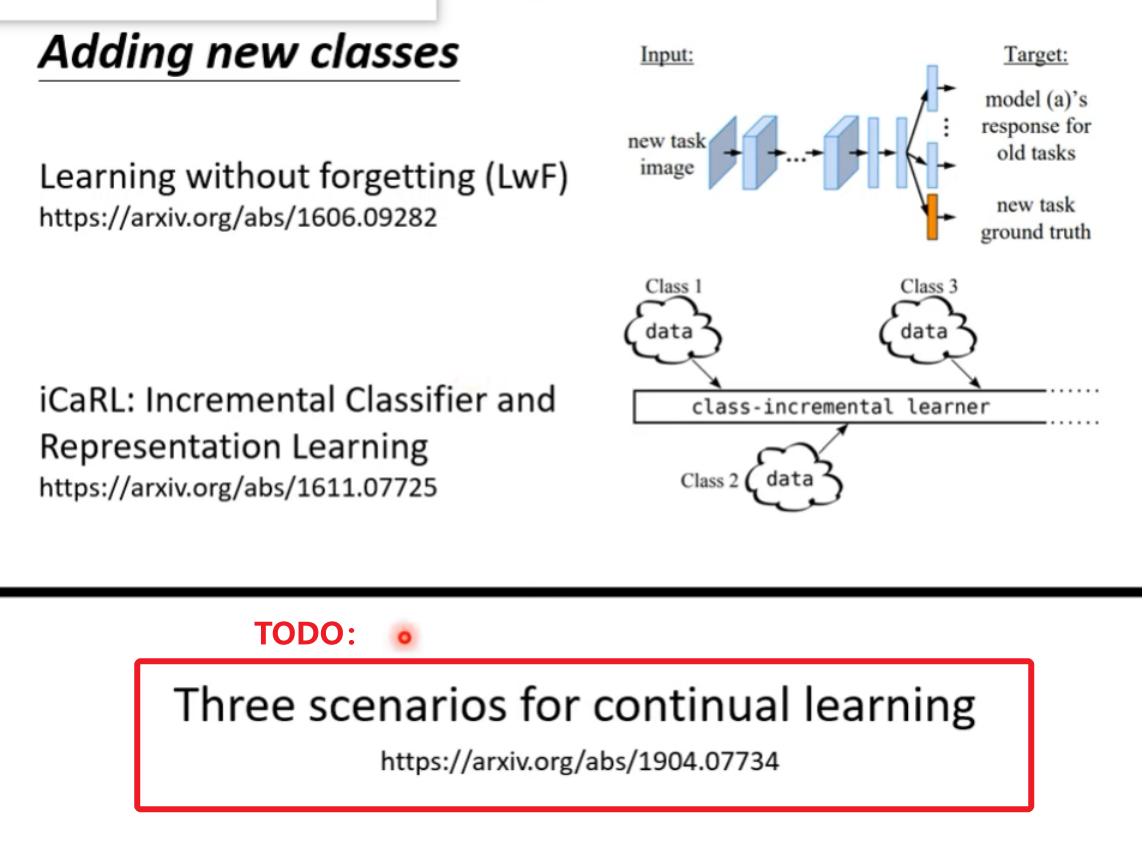 Adding new classes
Learning without forgetting (LwF)
https://arxiv.org/abs/1606.09282
Input:
new task
image
...
Target:
model (a)'s
response for
old tasks
new task
ground truth
iCaRL: Incremental Classifier and
Representation Learning
https://arxiv.org/abs/1611.07725
Class 1
data
Class 3
data
class-incremental learner
Class 2
data
TODO:
Three scenarios for continual learning
https://arxiv.org/abs/1904.07734